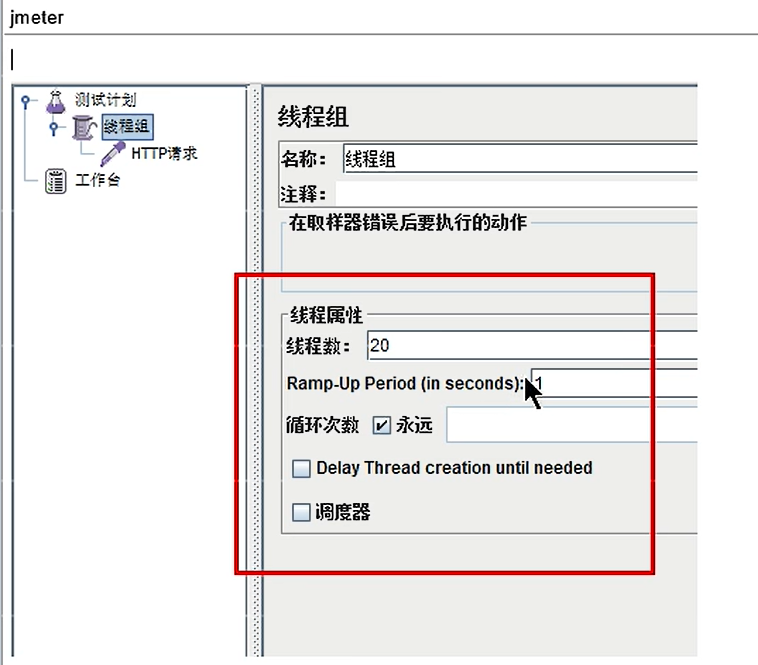 jmeter
测试计划
线程组
HTTP请求
工作台
线程组
名称： 线程组
注释：
在取样器错误后要执行的动作
线程属性
线程数： 20
Ramp-Up Period (in seconds): 1
循环次数 永远
Delay Thread creation until needed
调度器